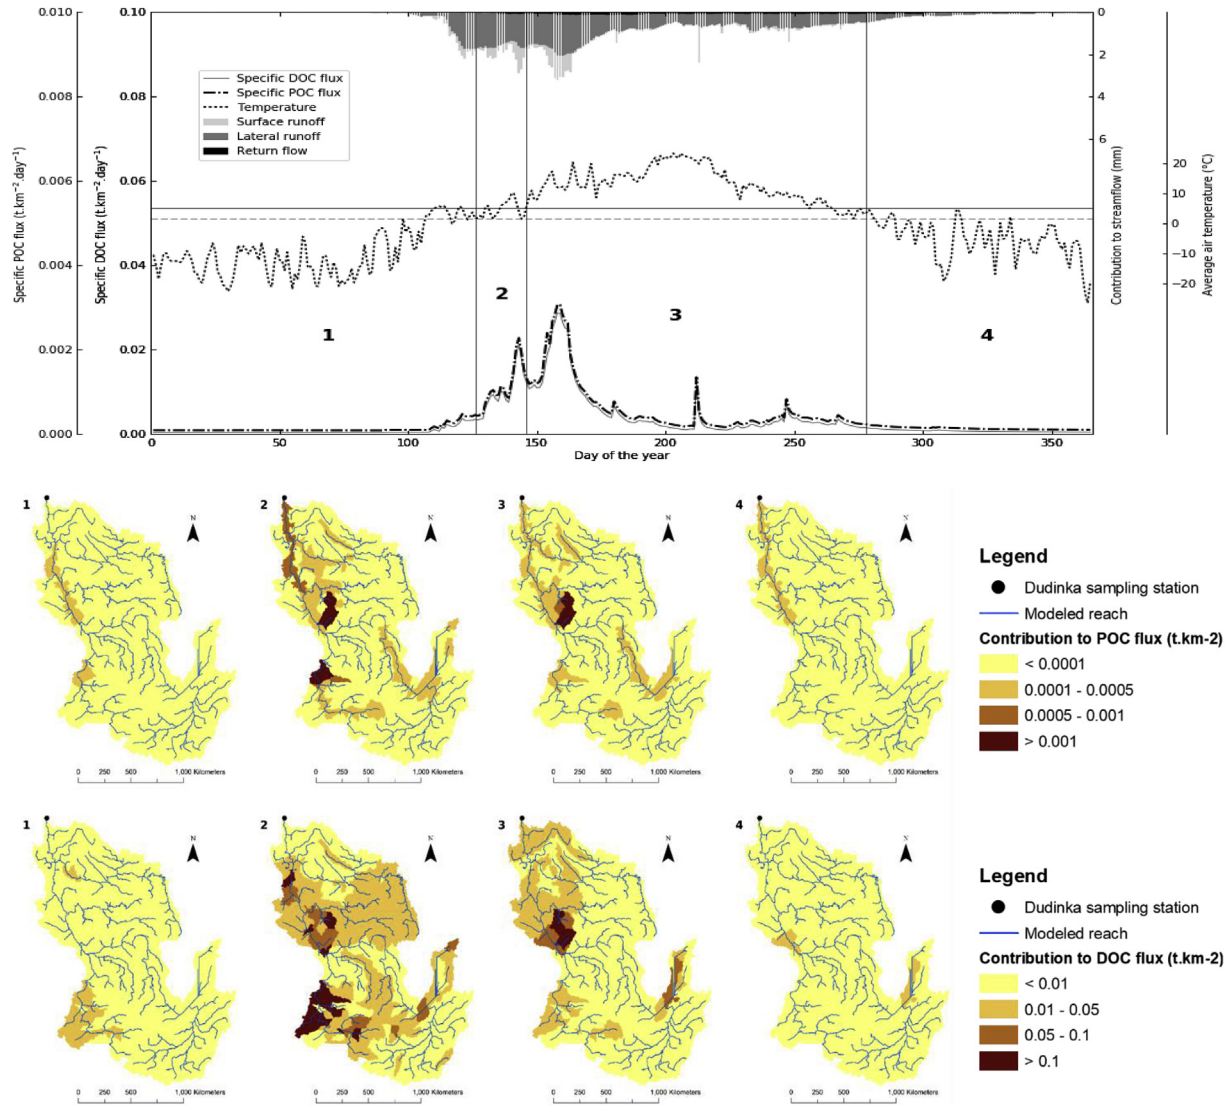 0.010
0.008
0.006
0.004
0.002
0.000
Specific POC flux (t.km⁻².day⁻¹)
0.10
0.08
0.06
0.04
0.02
0.00
Specific DOC flux (t.km⁻².day⁻¹)
Specific DOC flux
Specific POC flux
Temperature
Surface runoff
Lateral runoff
Return flow
1
2
3
4
0
2
4
6
Contribution to streamflow (mm)
20
10
0
−10
−20
Average air temperature (°C)
0 50 100 150 200 250 300 350
Day of the year
1 N
0 250 500 1,000 Kilometers
2 N
0 250 500 1,000 Kilometers
3 N
0 250 500 1,000 Kilometers
4 N
0 250 500 1,000 Kilometers
Legend
Dudinka sampling station
Modeled reach
Contribution to POC flux (t.km-2)
< 0.0001
0.0001 - 0.0005
0.0005 - 0.001
> 0.001
1 N
0 250 500 1,000 Kilometers
2 N
0 250 500 1,000 Kilometers
3 N
0 250 500 1,000 Kilometers
4 N
0 250 500 1,000 Kilometers
Legend
Dudinka sampling station
Modeled reach
Contribution to DOC flux (t.km-2)
< 0.01
0.01 - 0.05
0.05 - 0.1
> 0.1